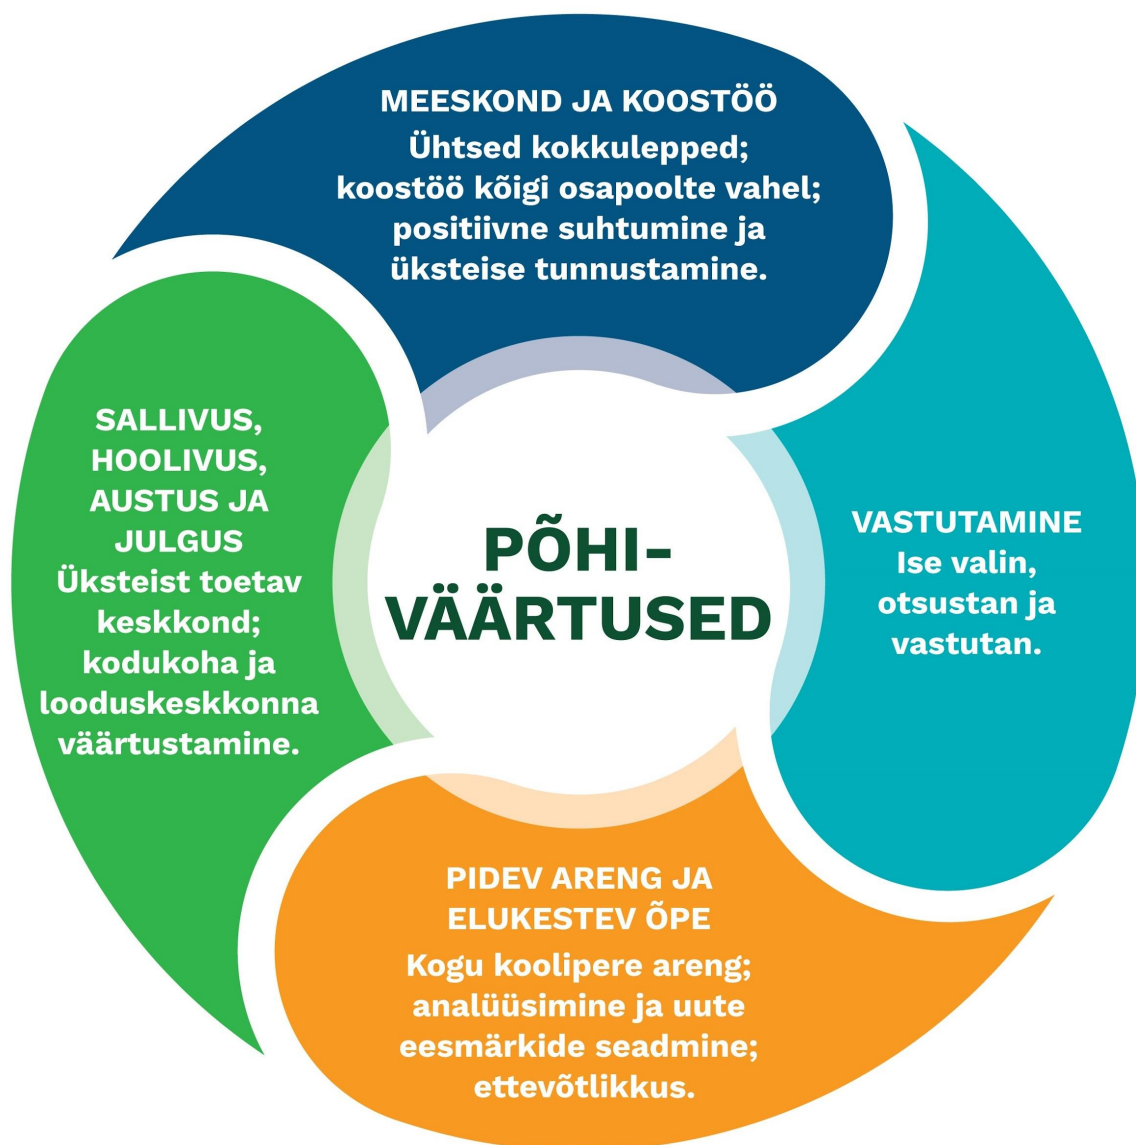 MEESKOND JA KOOSTÖÖ
Ühtsed kokkulepped;
koostöö kõigi osapoolte vahel;
positiivne suhtumine ja
üksteise tunnustamine.
VASTUTAMINE
Ise valin,
otsustan ja
vastutan.
PIDEV ARENG JA
ELUKESTEV ÕPE
Kogu koolipere areng;
analüüsimine ja uute
eesmärkide seadmine;
ettevõtlikkus.
SALLIVUS,
HOOLIVUS,
AUSTUS JA
JULGUS
Üksteist toetav
keskkond;
kodukoha ja
looduskeskkonna
väärtustamine.
PÕHI-
VÄÄRTUSED